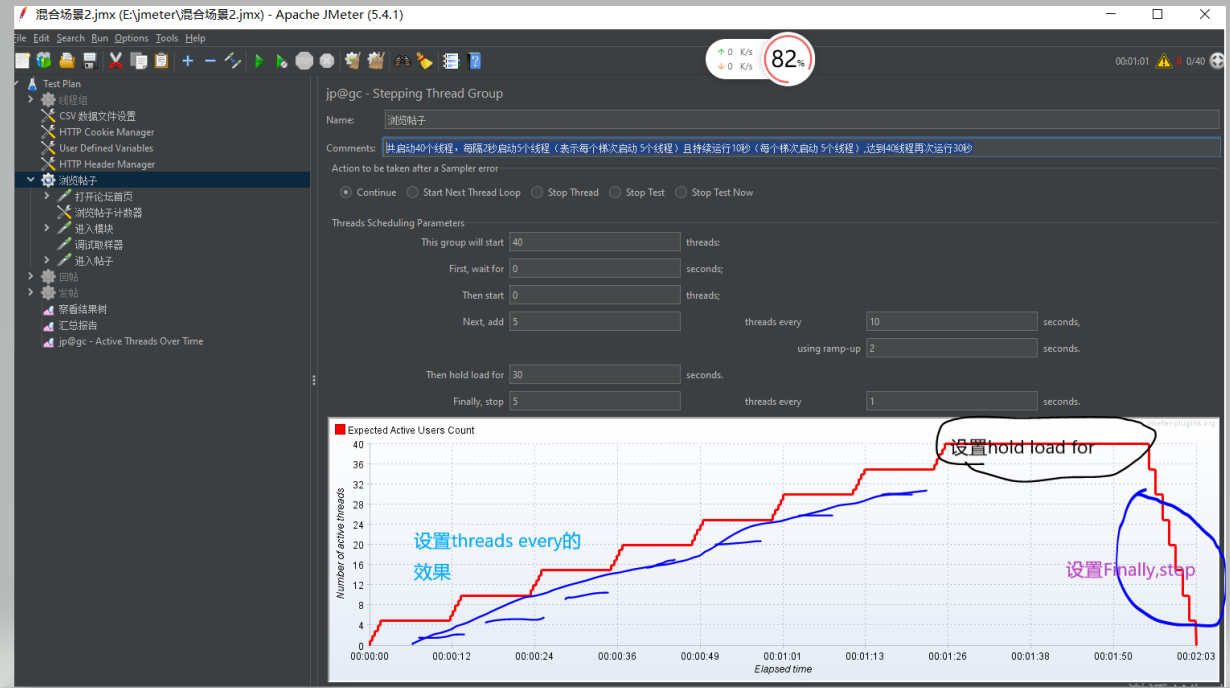 混合场景2.jmx (E:\jmeter\混合场景2.jmx) - Apache JMeter (5.4.1)
File Edit Search Run Options Tools Help
↑ 0 K/s
↓ 0 K/s
82%
00:01:01 0 0/40
Test Plan
线程组
CSV 数据文件设置
HTTP Cookie Manager
User Defined Variables
HTTP Header Manager
浏览帖子
打开论坛首页
浏览帖子计数器
进入模块
调试取样器
进入帖子
回帖
发帖
察看结果树
汇总报告
jp@gc - Active Threads Over Time
jp@gc - Stepping Thread Group
Name: 浏览帖子
Comments: 共启动40个线程，每隔2秒启动5个线程（表示每个梯次启动 5个线程）且持续运行10秒（每个梯次启动 5个线程）,达到40线程再次运行30秒
Action to be taken after a Sampler error
Continue Start Next Thread Loop Stop Thread Stop Test Stop Test Now
Threads Scheduling Parameters
This group will start 40 threads:
First, wait for 0 seconds;
Then start 0 threads;
Next, add 5 threads every 10 seconds,
using ramp-up 2 seconds.
Then hold load for 30 seconds.
Finally, stop 5 threads every 1 seconds.
Expected Active Users Count
jmeter-plugins.org
设置hold load for
设置threads every的
效果
设置Finally,stop
Number of active threads
40
36
32
28
24
20
16
12
8
4
0
00:00:00 00:00:12 00:00:24 00:00:36 00:00:49 00:01:01 00:01:13 00:01:26 00:01:38 00:01:50 00:02:03
Elapsed time